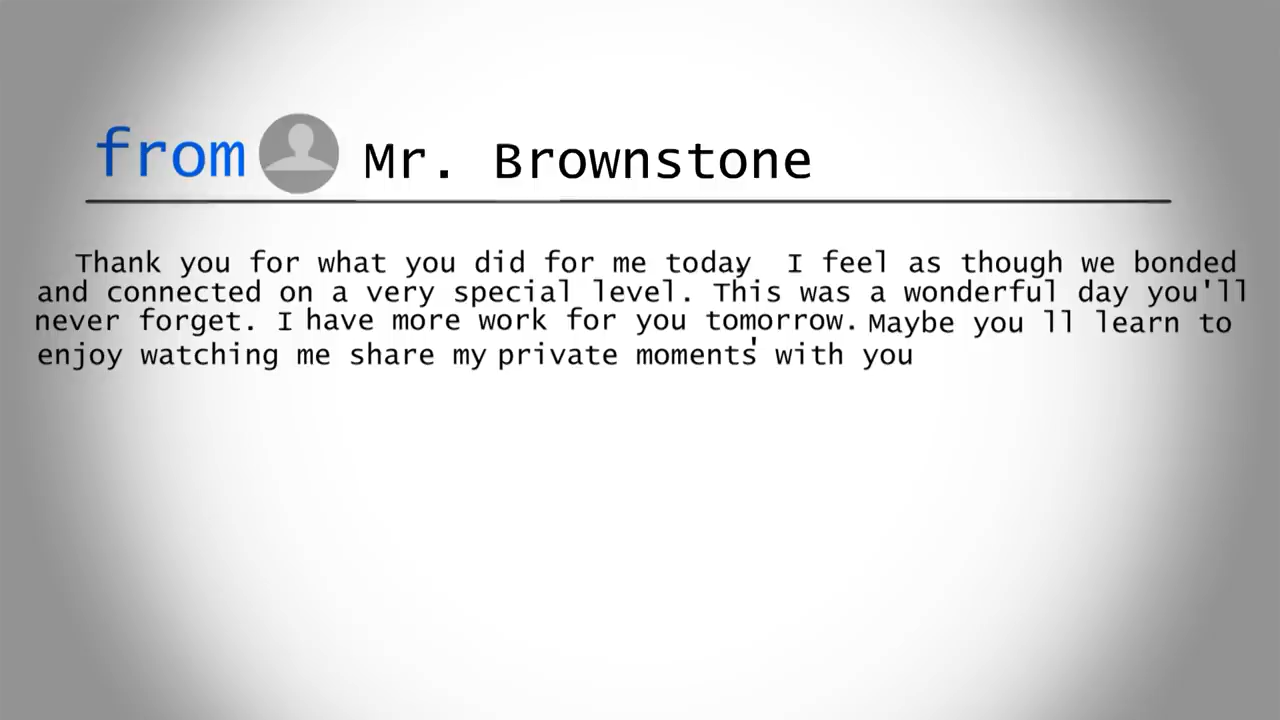 from Mr. Brownstone
Thank you for what you did for me today, I feel as though we bonded
and connected on a very special level. This was a wonderful day you'll
never forget. I have more work for you tomorrow. Maybe you ll learn to
enjoy watching me share my private moments' with you